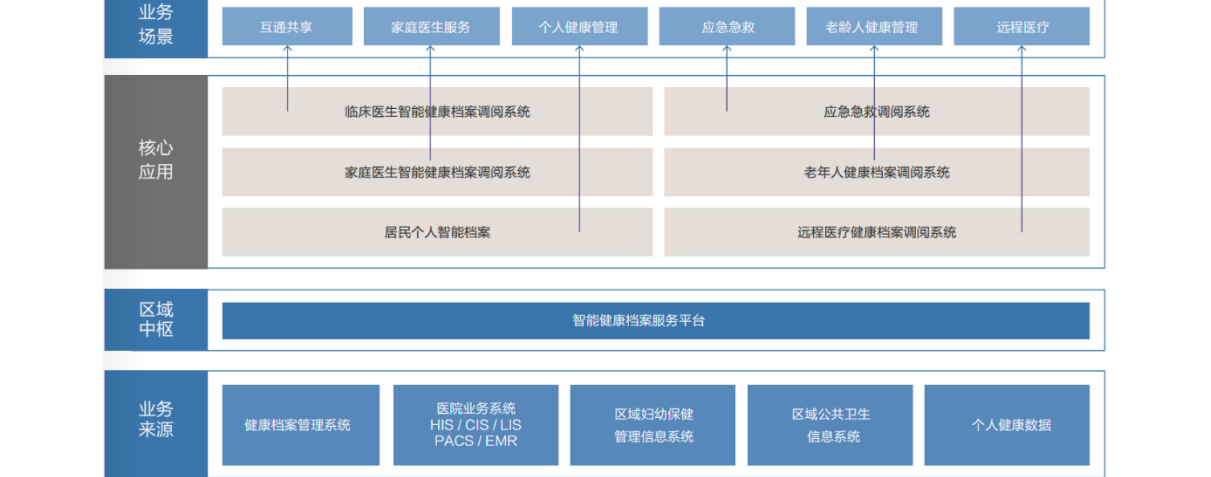 业务
场景
互通共享
家庭医生服务
个人健康管理
应急急救
老龄人健康管理
远程医疗
核心
应用
临床医生智能健康档案调阅系统
应急急救调阅系统
家庭医生智能健康档案调阅系统
老年人健康档案调阅系统
居民个人智能档案
远程医疗健康档案调阅系统
区域
中枢
智能健康档案服务平台
业务
来源
健康档案管理系统
医院业务系统
HIS / CIS / LIS
PACS / EMR
区域妇幼保健
管理信息系统
区域公共卫生
信息系统
个人健康数据